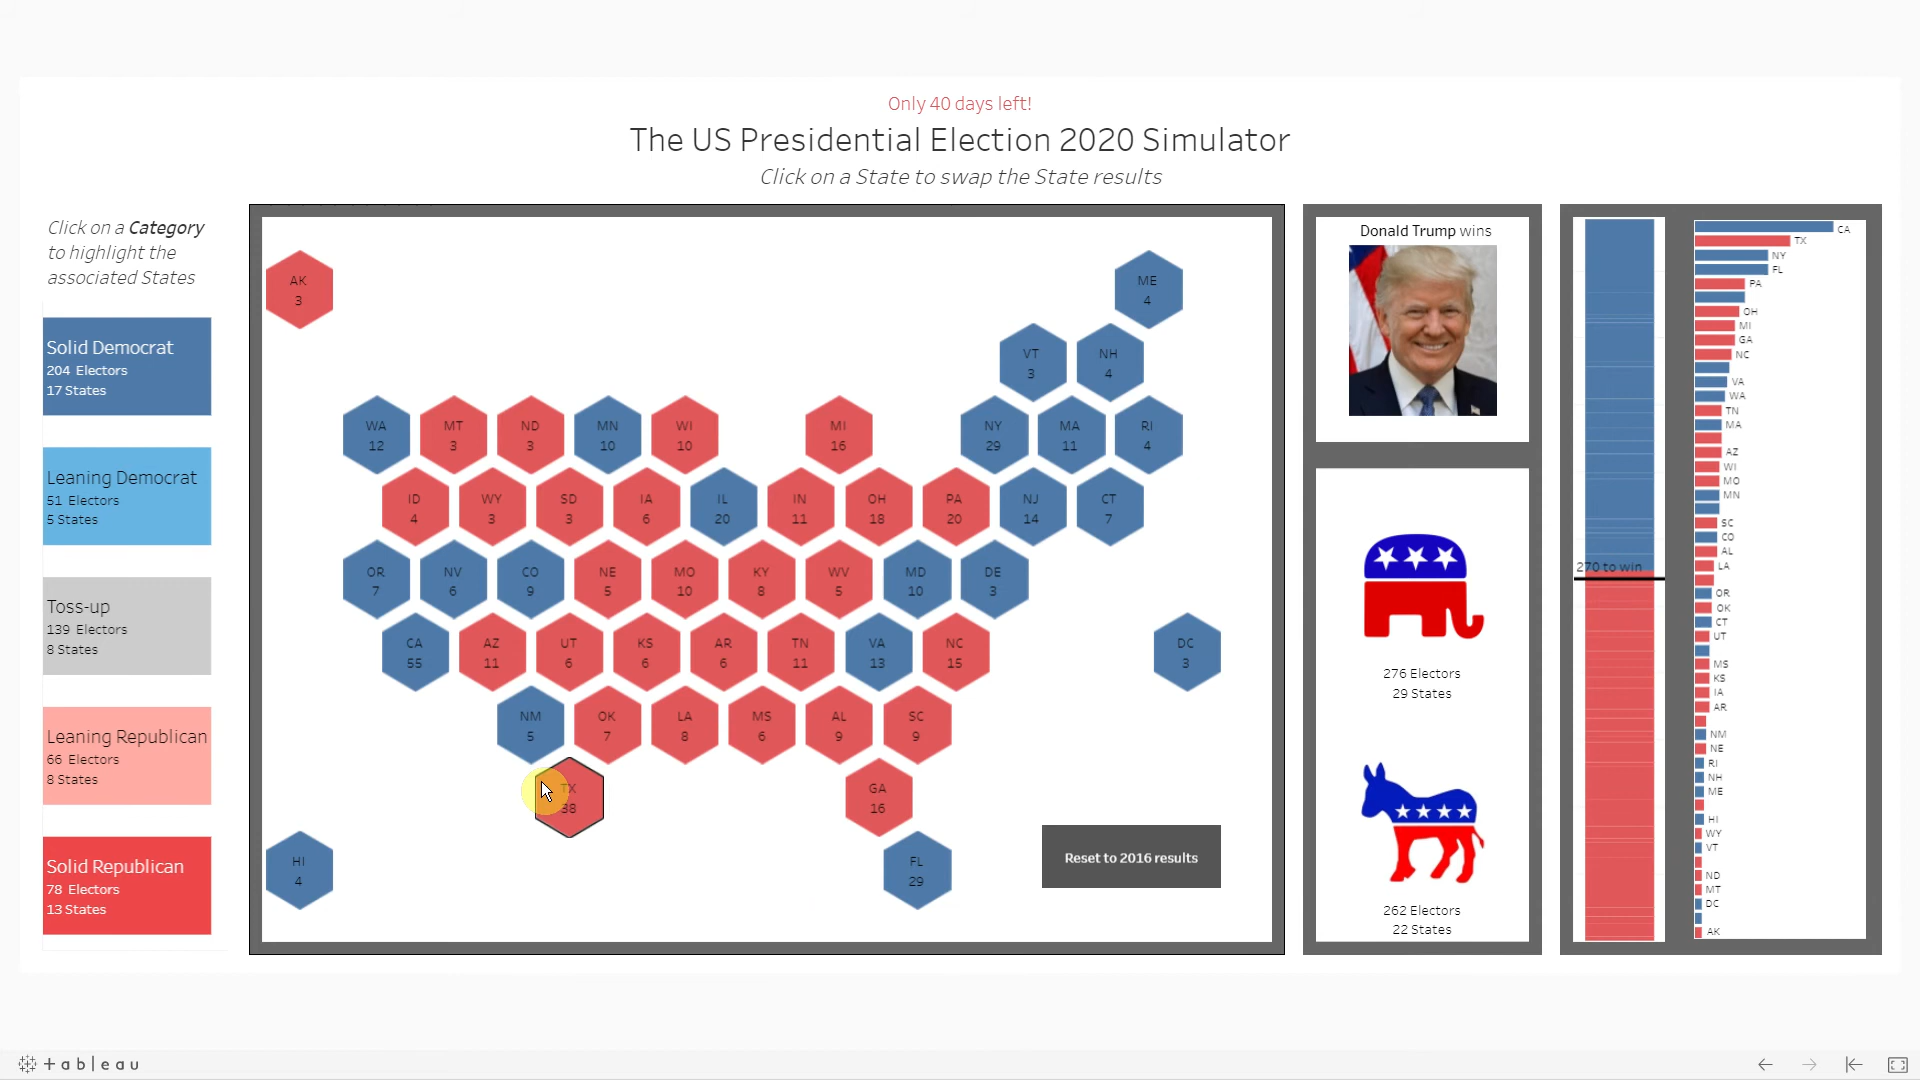 Only 40 days left!
The US Presidential Election 2020 Simulator
Click on a State to swap the State results
Click on a Category
to highlight the
associated States
Solid Democrat
204 Electors
17 States
Leaning Democrat
51 Electors
5 States
Toss-up
139 Electors
8 States
Leaning Republican
66 Electors
8 States
Solid Republican
78 Electors
13 States
AK
3
ME
4
VT
3
NH
4
WA
12
MT
3
ND
3
MN
10
WI
10
MI
16
NY
29
MA
11
RI
4
ID
4
WY
3
SD
3
IA
6
IL
20
IN
11
OH
18
PA
20
NJ
14
CT
7
OR
7
NV
6
CO
9
NE
5
MO
10
KY
8
WV
5
MD
10
DE
3
CA
55
AZ
11
UT
6
KS
6
AR
6
TN
11
VA
13
NC
15
DC
3
NM
5
OK
7
LA
8
MS
6
AL
9
SC
9
TX
38
GA
16
HI
4
FL
29
Reset to 2016 results
Donald Trump wins
276 Electors
29 States
262 Electors
22 States
270 to win
CA
TX
NY
FL
PA
OH
MI
GA
NC
VA
WA
TN
MA
AZ
WI
MO
MN
SC
CO
AL
LA
OR
OK
CT
UT
MS
KS
IA
AR
NM
NE
RI
NH
ME
HI
WY
VT
ND
MT
DC
AK
+ableau